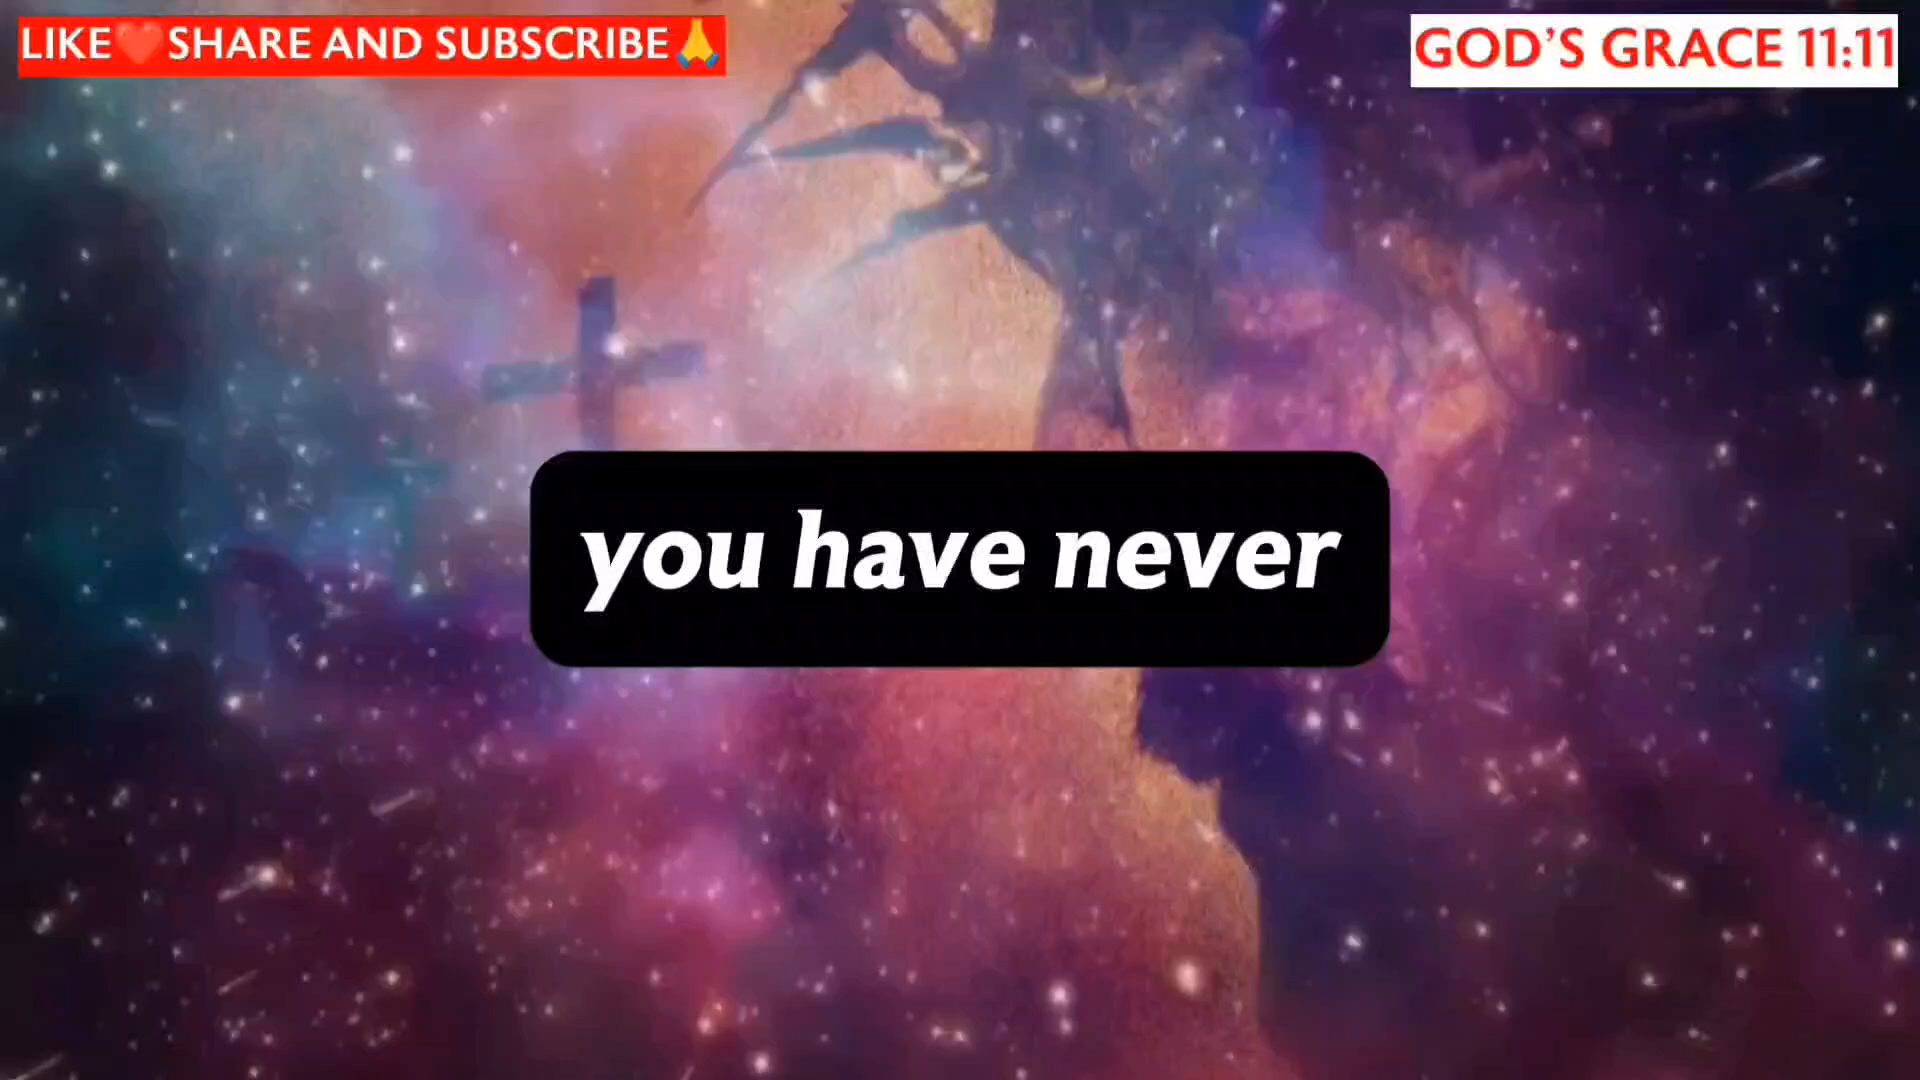 LIKE❤️SHARE AND SUBSCRIBE🙏
GOD'S GRACE 11:11
you have never